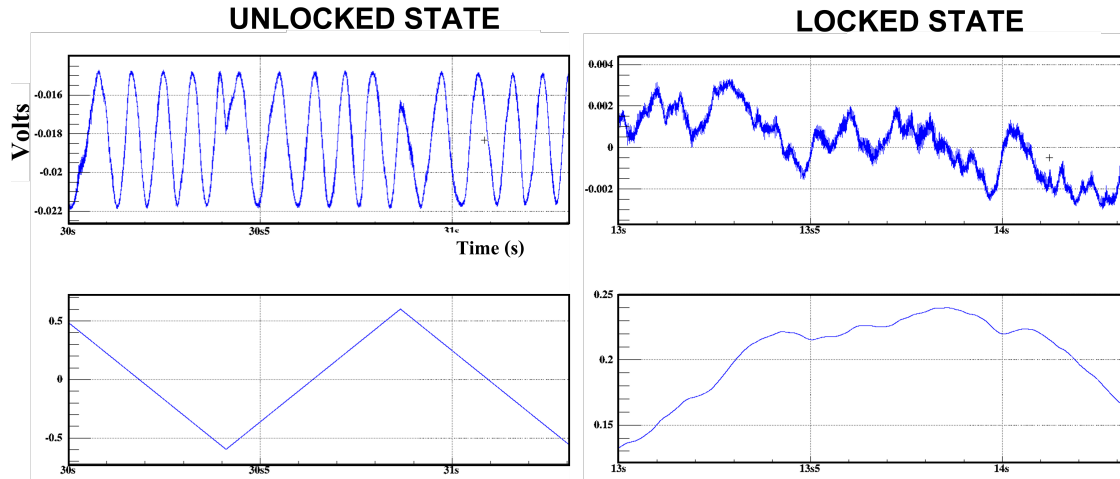 UNLOCKED STATE
LOCKED STATE
Volts
-0.016
-0.018
-0.02
-0.022
30s
30s5
31s
Time (s)
0.004
0.002
0
-0.002
13s
13s5
14s
0.5
0
-0.5
30s
30s5
31s
0.25
0.2
0.15
13s
13s5
14s